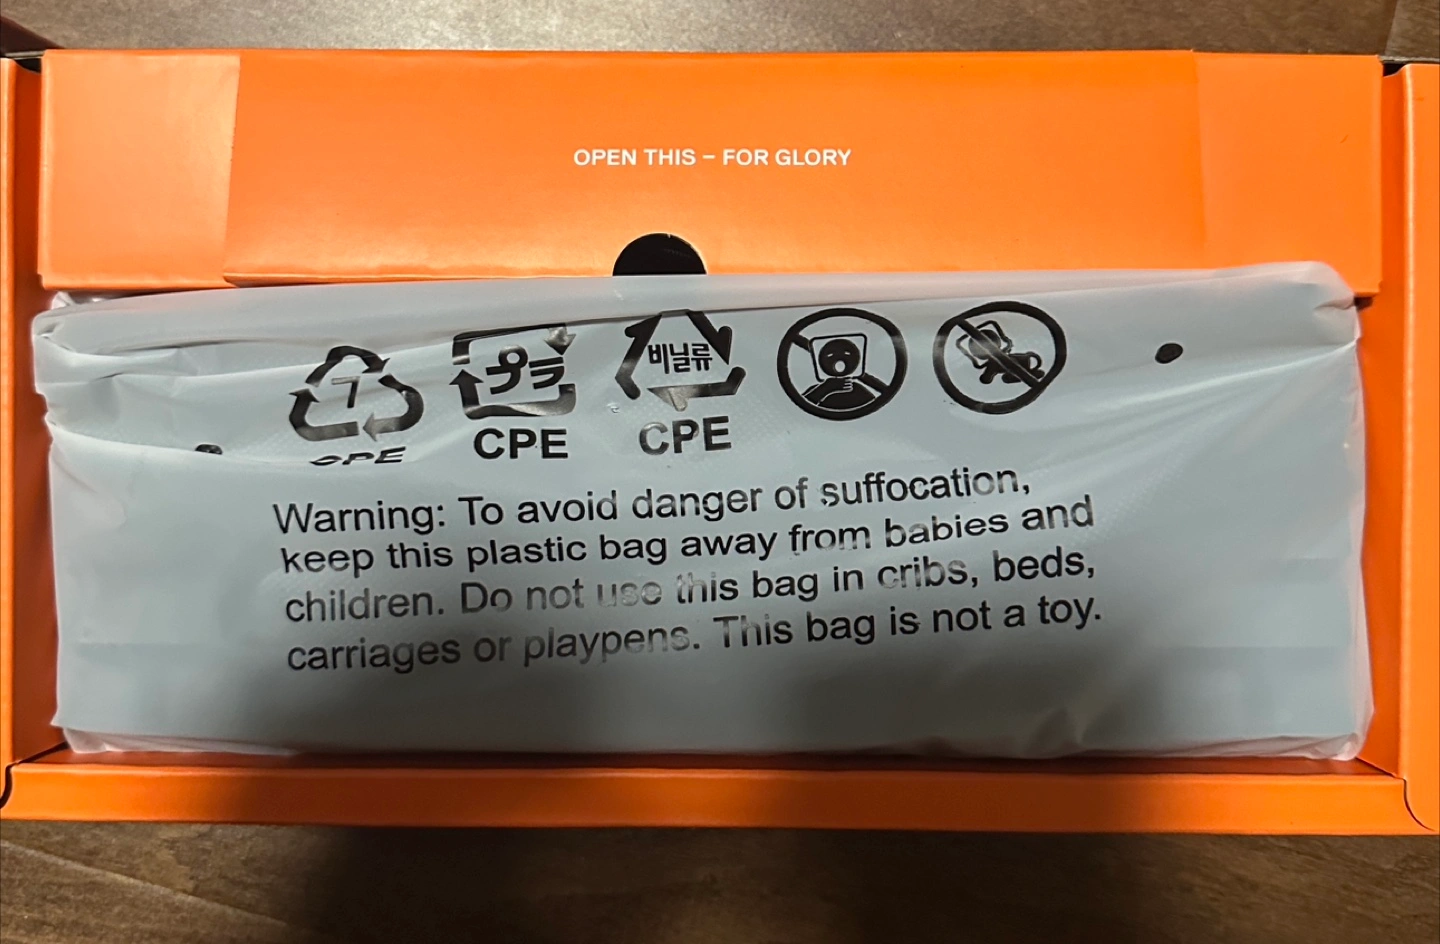 OPEN THIS – FOR GLORY
7
CPE
プラ
CPE
비닐류
CPE
Warning: To avoid danger of suffocation,
keep this plastic bag away from babies and
children. Do not use this bag in cribs, beds,
carriages or playpens. This bag is not a toy.